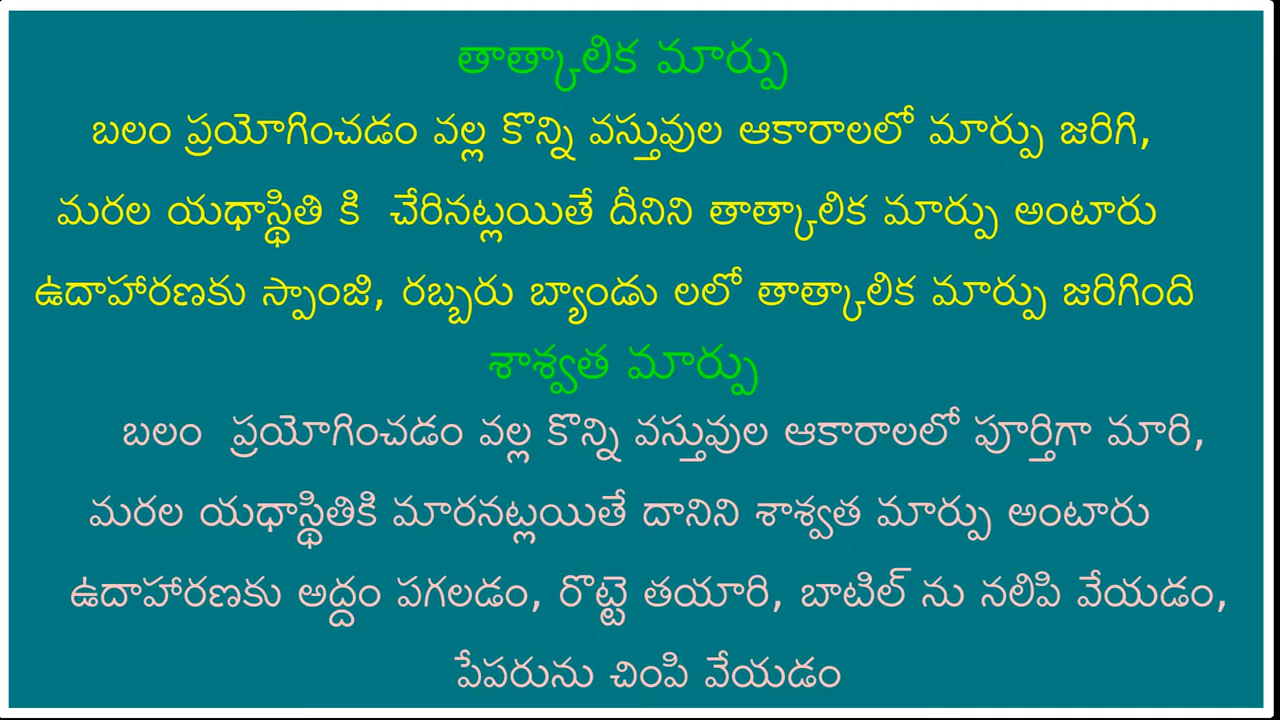 తాత్కాలిక మార్పు
బలం ప్రయోగించడం వల్ల కొన్ని వస్తువుల ఆకారాలలో మార్పు జరిగి,
మరల యధాస్థితి కి చేరినట్లయితే దీనిని తాత్కాలిక మార్పు అంటారు
ఉదాహారణకు స్పాంజి, రబ్బరు బ్యాండు లలో తాత్కాలిక మార్పు జరిగింది
శాశ్వత మార్పు
బలం ప్రయోగించడం వల్ల కొన్ని వస్తువుల ఆకారాలలో పూర్తిగా మారి,
మరల యధాస్థితికి మారనట్లయితే దానిని శాశ్వత మార్పు అంటారు
ఉదాహారణకు అద్దం పగలడం, రొట్టె తయారి, బాటిల్ ను నలిపి వేయడం,
పేపరును చింపి వేయడం